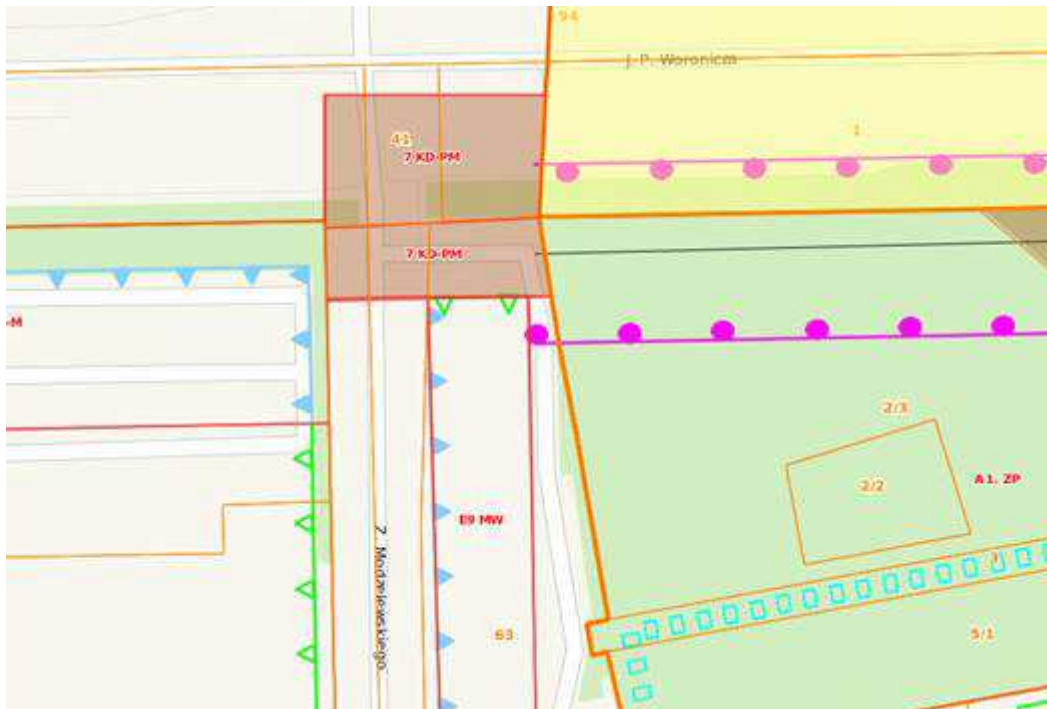 94
J. P. Woronicza
1
41
7 KD-PM
7 KD-PM
-M
2/3
2/2
A1. ZP
E9 MW
Z. Modzelewskiego
63
5/1